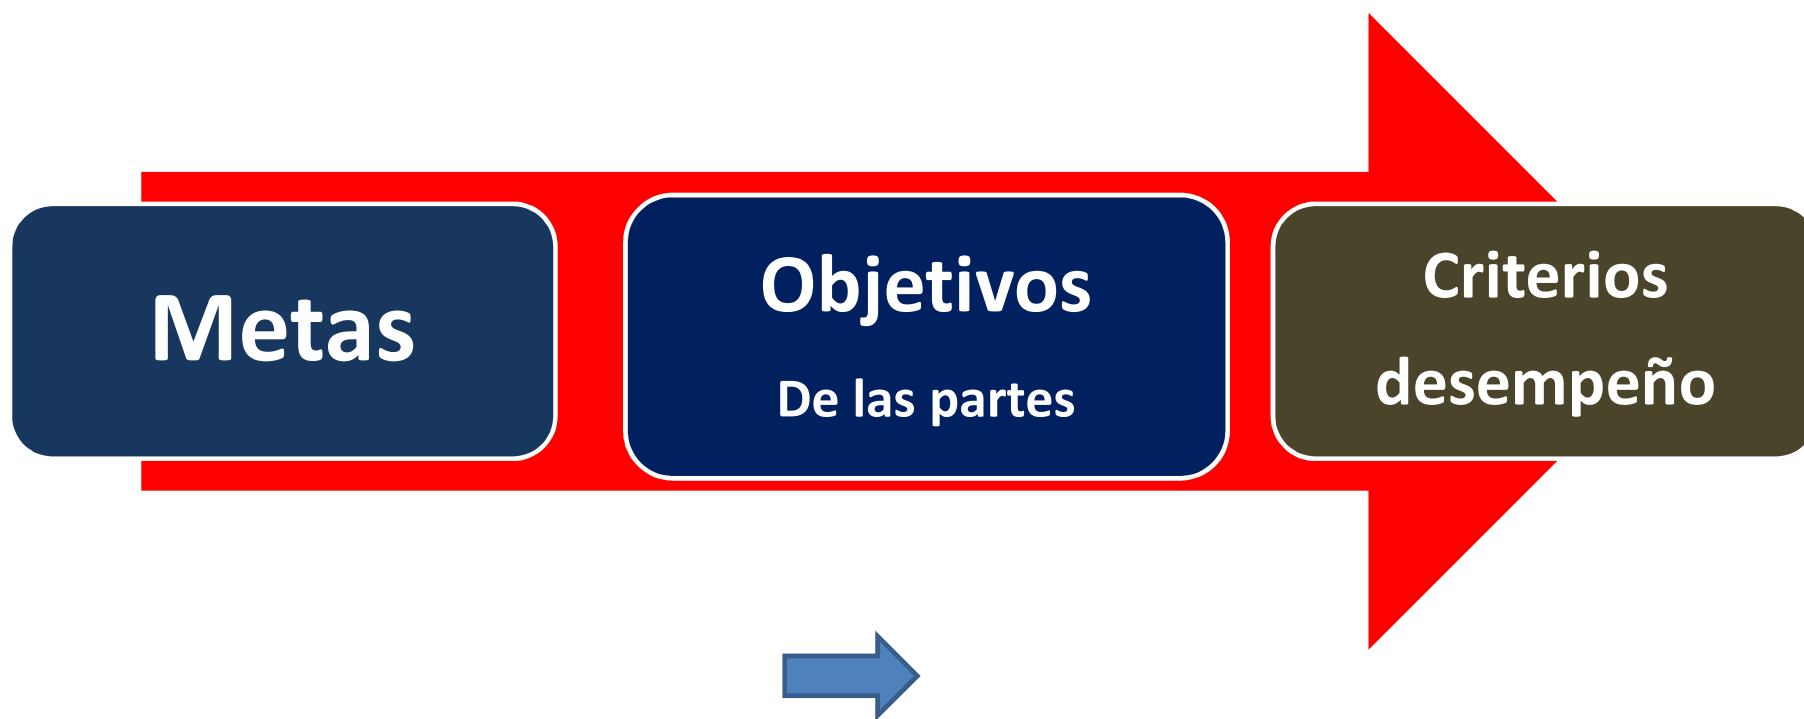 Metas
Objetivos
De las partes
Criterios
desempeño